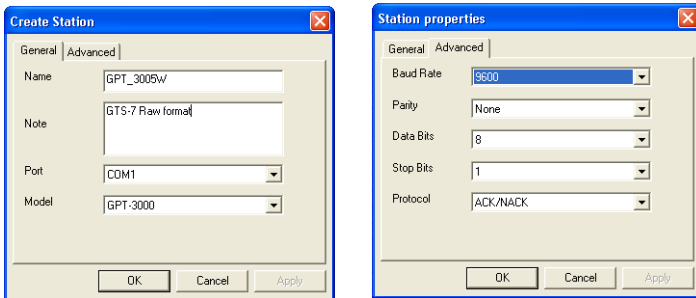 Create Station
General
Advanced
Name
GPT_3005W
Note
GTS-7 Raw format
Port
COM1
Model
GPT-3000
OK
Cancel
Apply
Station properties
General
Advanced
Baud Rate
9600
Parity
None
Data Bits
8
Stop Bits
1
Protocol
ACK/NACK
OK
Cancel
Apply